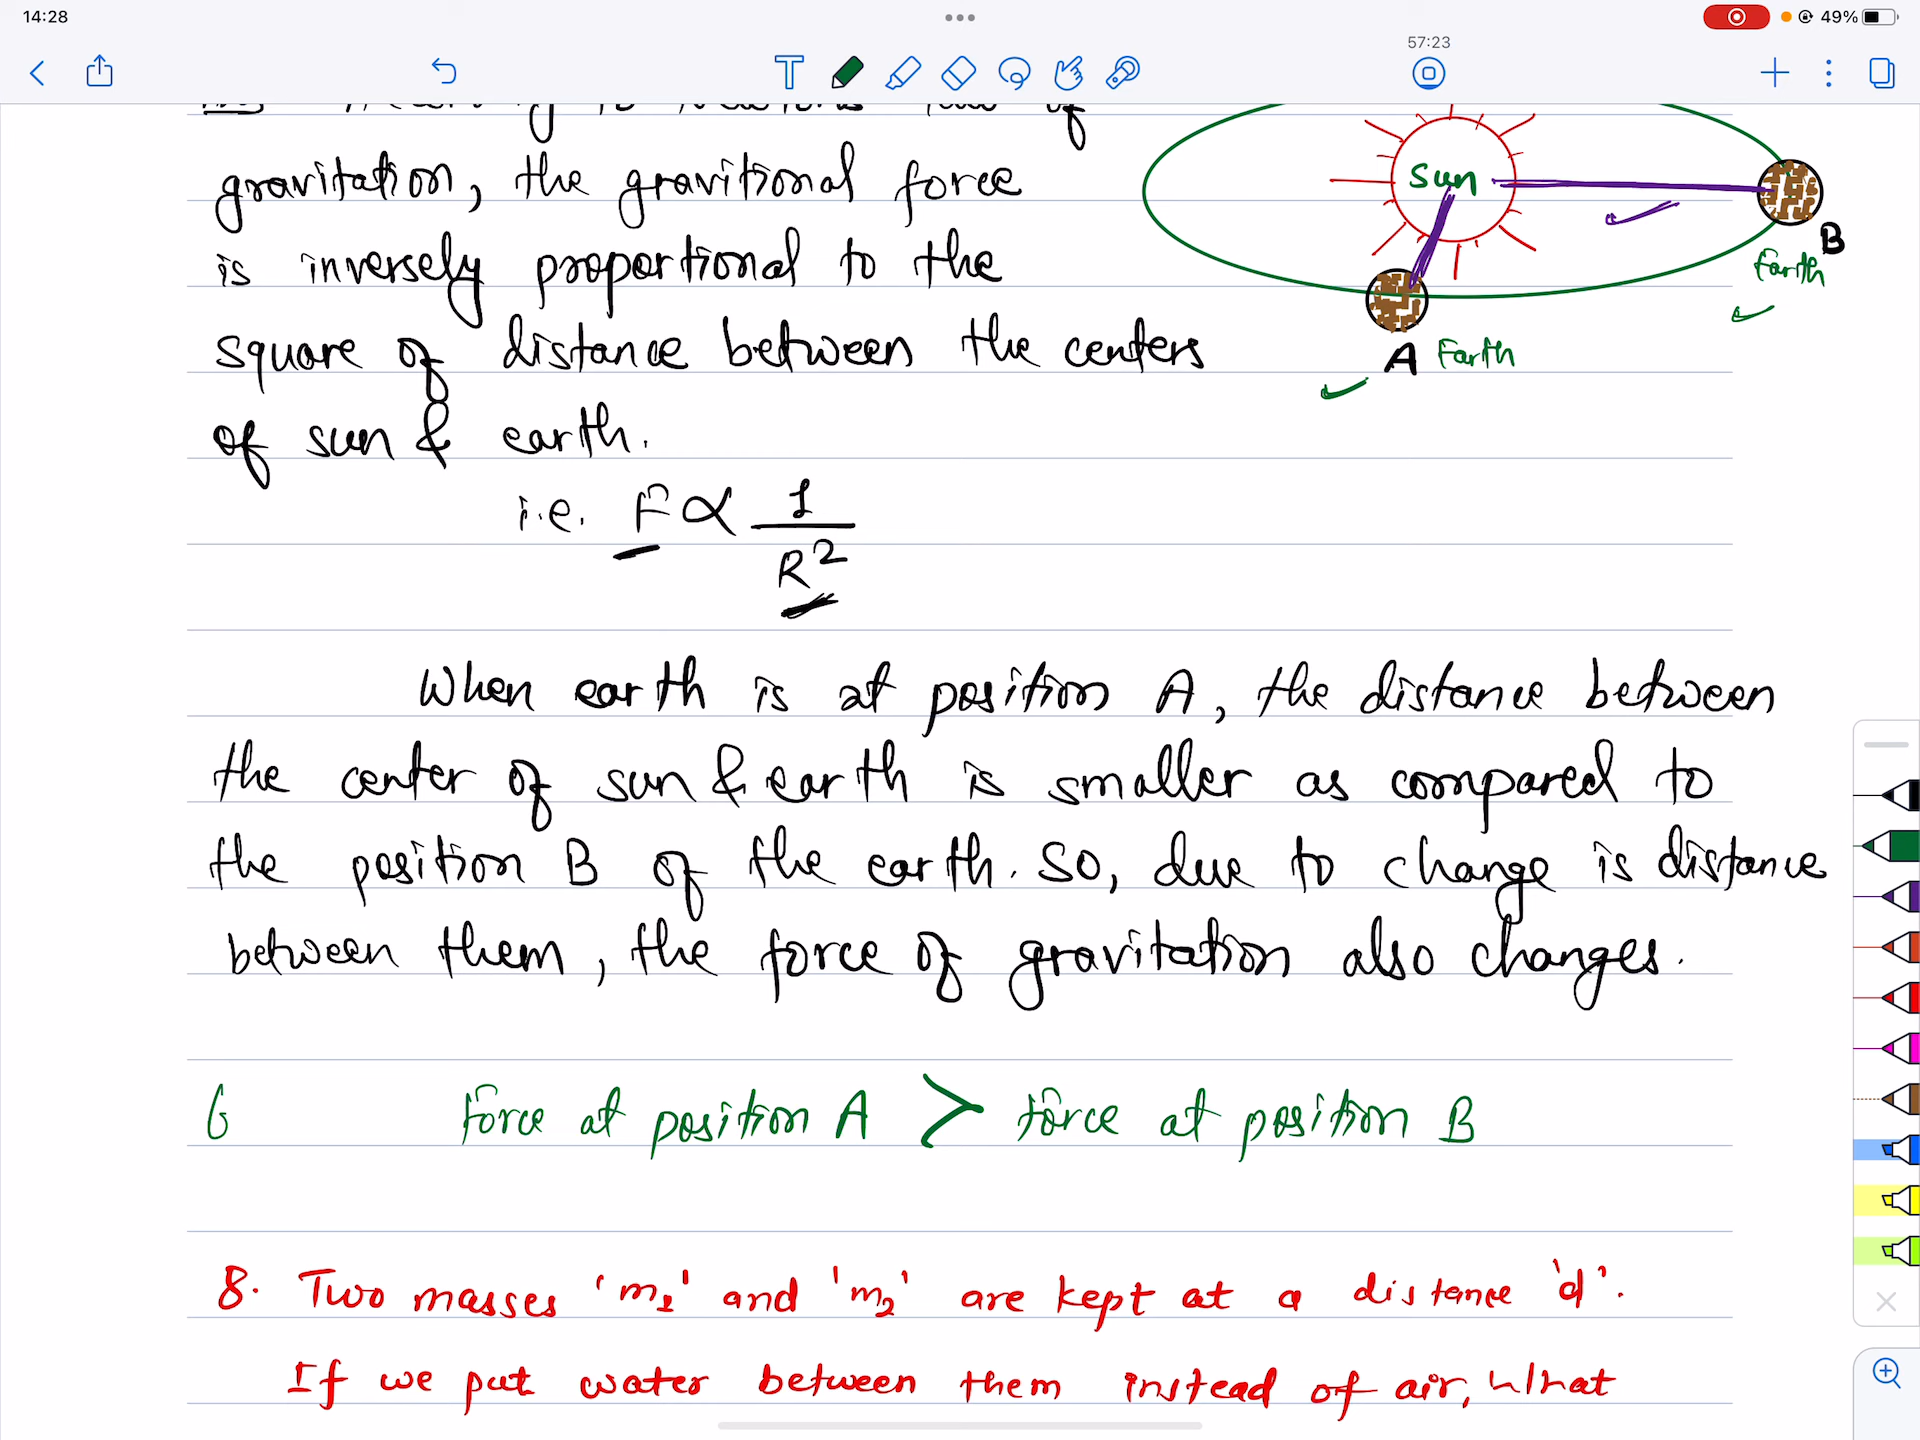 14:28
49%
57:23
gravitation, the gravitional force
is inversely proportional to the
square of distance between the centers
of sun & earth.
i.e. F ∝ 1
R²
Sun
B
Earth
A Earth
When earth is at position A, the distance between
the center of sun & earth is smaller as compared to
the position B of the earth. So, due to change is distance
between them, the force of gravitation also changes.
6 Force at position A > Force at position B
8. Two masses 'm₁' and 'm₂' are kept at a distance 'd'.
If we put water between them instead of air, what